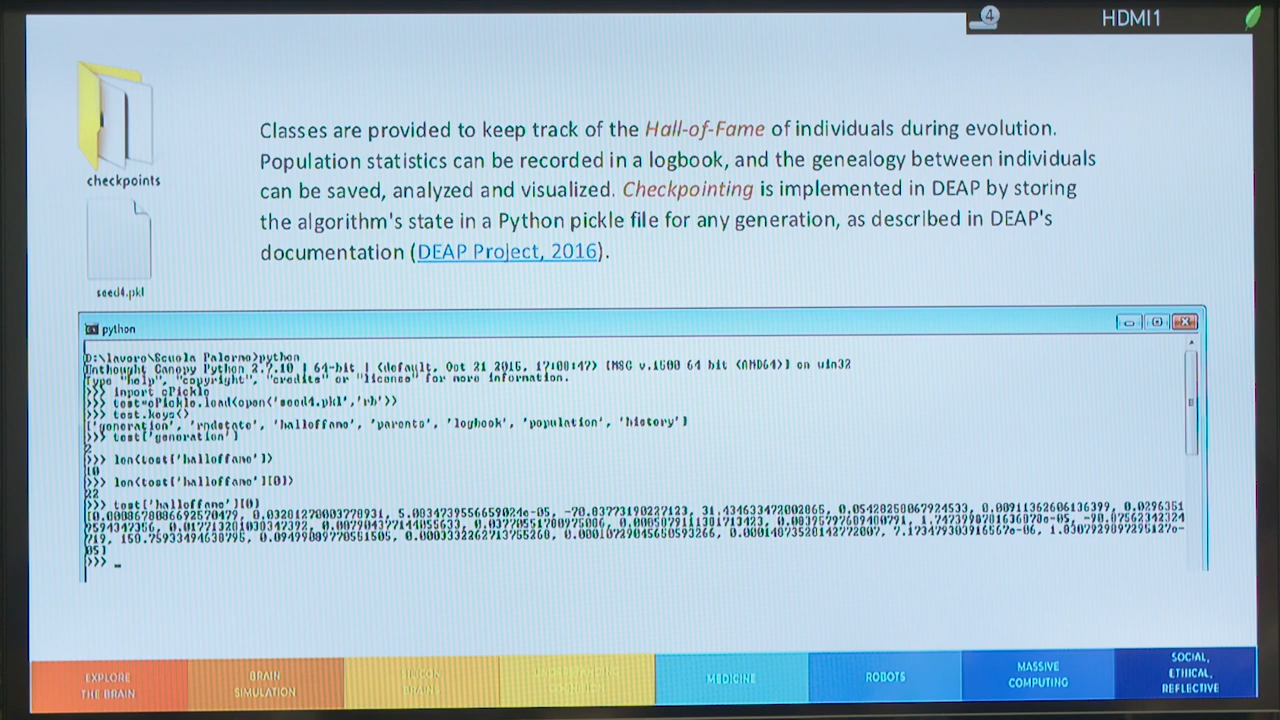 4
HDMI1
checkpoints
seed4.pkl
Classes are provided to keep track of the Hall-of-Fame of individuals during evolution.
Population statistics can be recorded in a logbook, and the genealogy between individuals
can be saved, analyzed and visualized. Checkpointing is implemented in DEAP by storing
the algorithm's state in a Python pickle file for any generation, as described in DEAP's
documentation (DEAP Project, 2016).
python
D:\lavoro\Scuola Palermo>python
Enthought Canopy Python 2.7.10 | 64-bit | (default, Oct 21 2015, 17:08:47) [MSC v.1500 64 bit (AMD64)] on win32
Type "help", "copyright", "credits" or "license" for more information.
>>> import cPickle
>>> test=cPickle.load(open('seed4.pkl','rb'))
>>> test.keys()
['generation', 'rndstate', 'halloffame', 'parents', 'logbook', 'population', 'history']
>>> test['generation']
2
>>> len(test['halloffame'])
10
>>> len(test['halloffame'][0])
22
>>> test['halloffame'][0]
>>> _
EXPLORE
THE BRAIN
BRAIN
SIMULATION
SILICON
BRAINS
MEDICINE
ROBOTS
MASSIVE
COMPUTING
SOCIAL,
ETHICAL,
REFLECTIVE